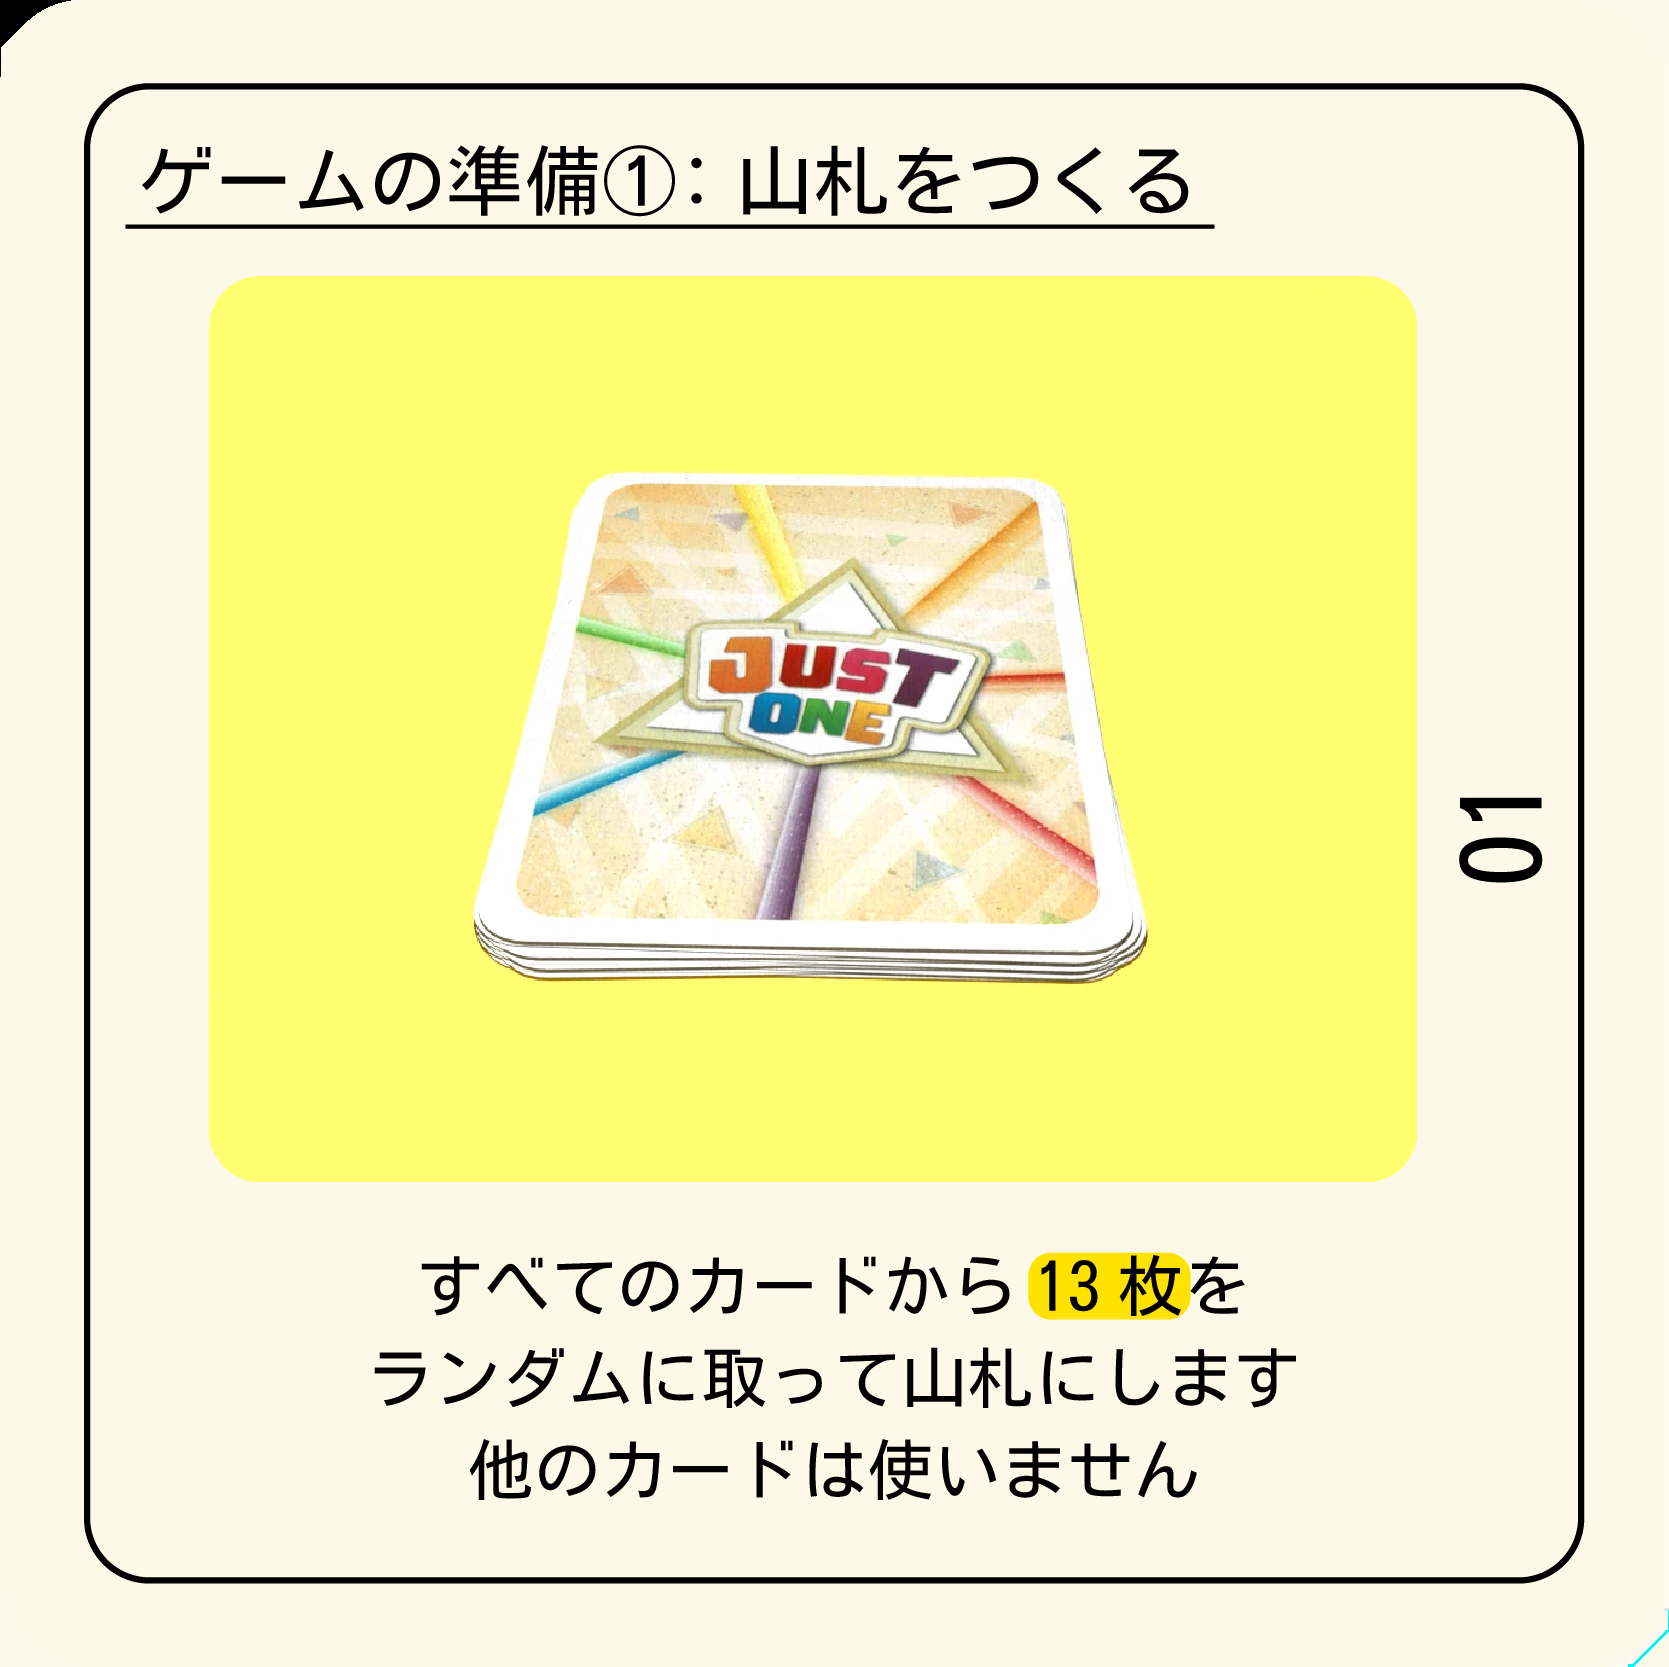 ゲームの準備①：山札をつくる
JUST
ONE
01
すべてのカードから 13 枚を
ランダムに取って山札にします
他のカードは使いません